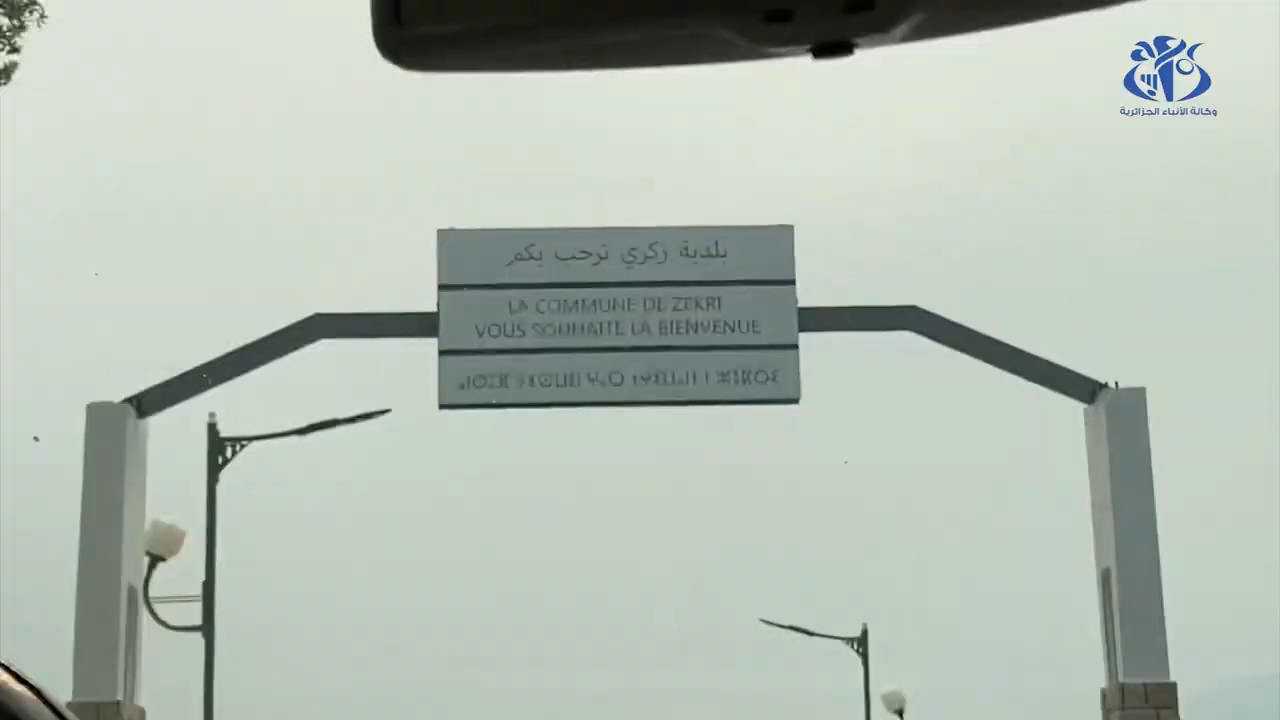 وكالة الأنباء الجزائرية
بلدية زكري ترحب بكم
LA COMMUNE DE ZEKRI
VOUS SOUHAITE LA BIENVENUE